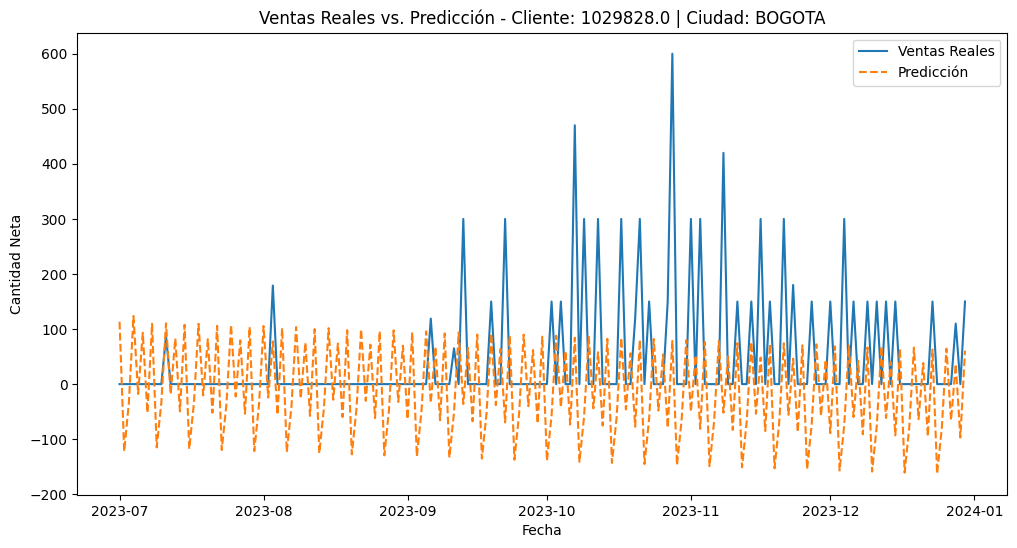 Ventas Reales vs. Predicción - Cliente: 1029828.0 | Ciudad: BOGOTA
Ventas Reales
Predicción
Cantidad Neta
600
500
400
300
200
100
0
−100
−200
2023-07 2023-08 2023-09 2023-10 2023-11 2023-12 2024-01
Fecha